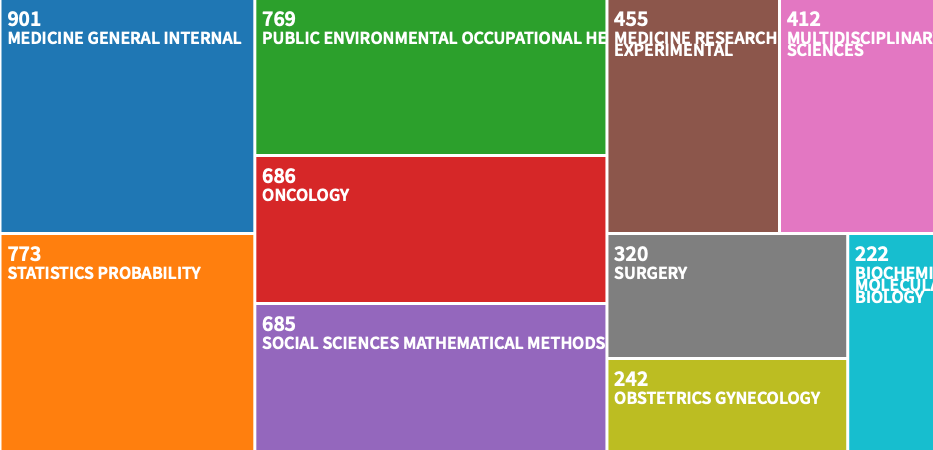 901
MEDICINE GENERAL INTERNAL
769
PUBLIC ENVIRONMENTAL OCCUPATIONAL HE
455
MEDICINE RESEARCH
EXPERIMENTAL
412
MULTIDISCIPLINAR
SCIENCES
686
ONCOLOGY
773
STATISTICS PROBABILITY
320
SURGERY
222
BIOCHEMI
MOLECULA
BIOLOGY
685
SOCIAL SCIENCES MATHEMATICAL METHODS
242
OBSTETRICS GYNECOLOGY